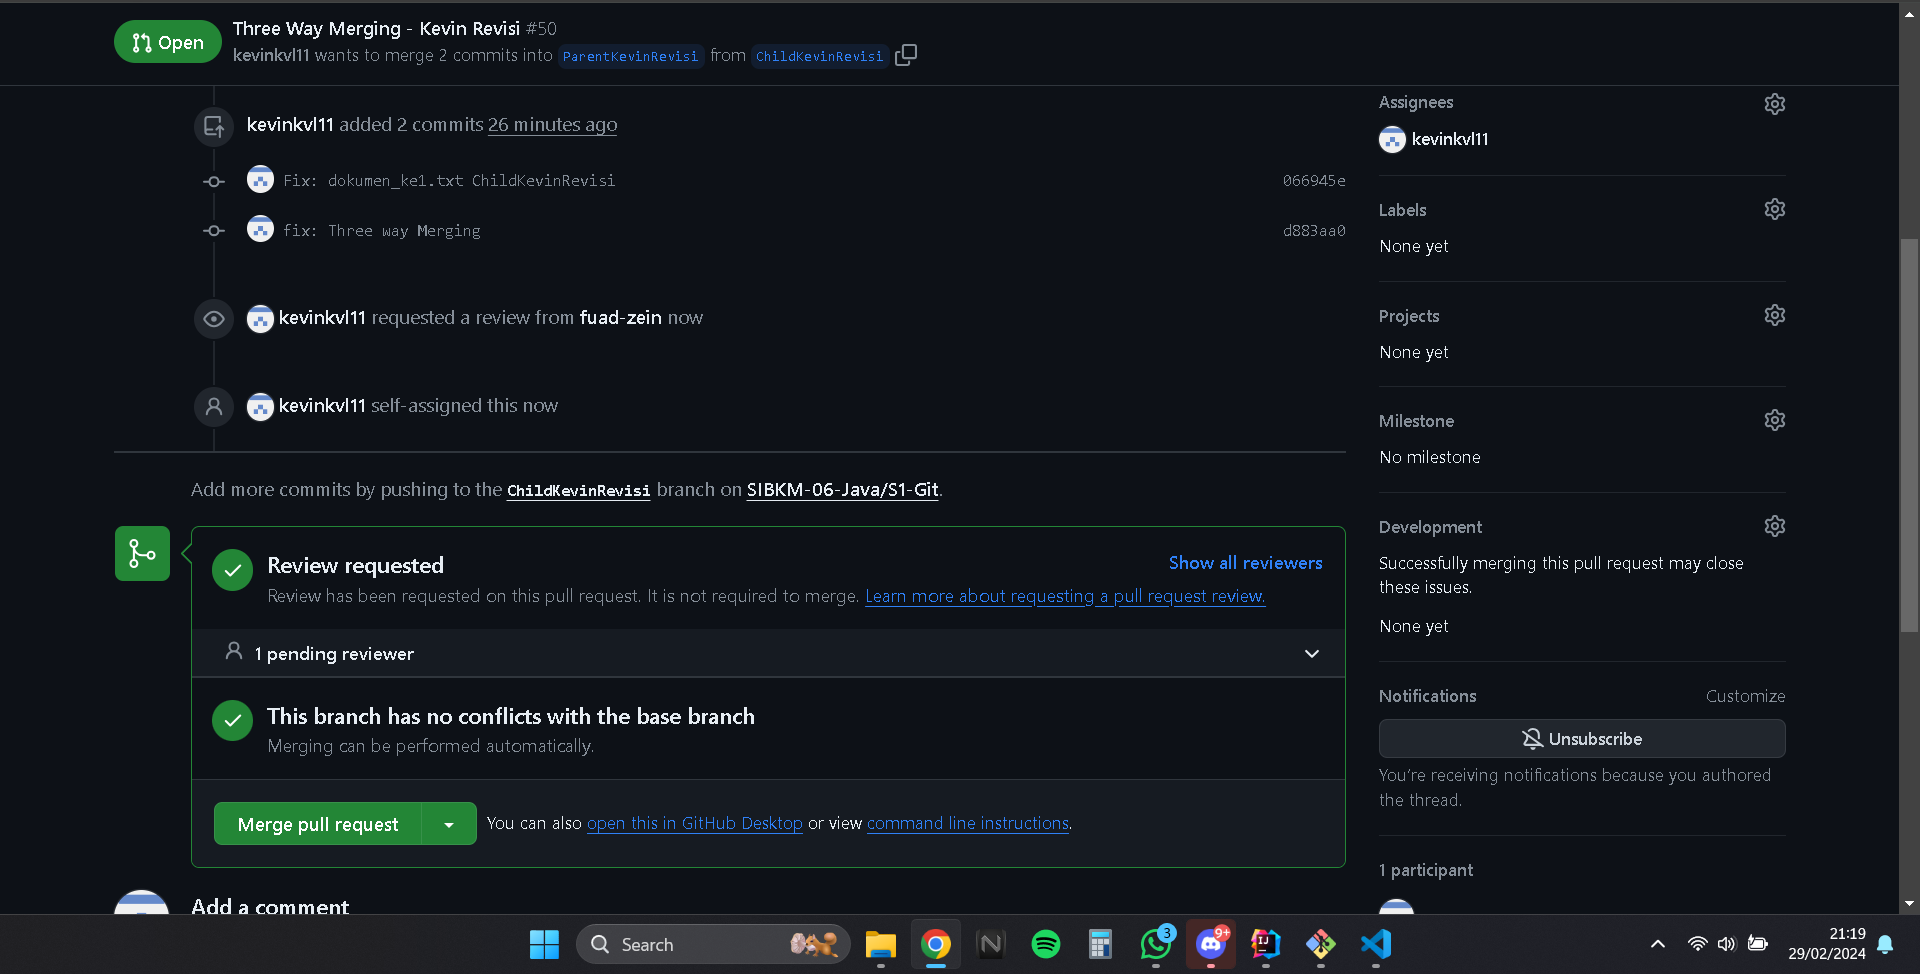 Open
Three Way Merging - Kevin Revisi #50
kevinkvl11 wants to merge 2 commits into ParentKevinRevisi from ChildKevinRevisi
kevinkvl11 added 2 commits 26 minutes ago
Fix: dokumen_ke1.txt ChildKevinRevisi 066945e
fix: Three way Merging d883aa0
kevinkvl11 requested a review from fuad-zein now
kevinkvl11 self-assigned this now
Add more commits by pushing to the ChildKevinRevisi branch on SIBKM-06-Java/S1-Git.
Review requested
Show all reviewers
Review has been requested on this pull request. It is not required to merge. Learn more about requesting a pull request review.
1 pending reviewer
This branch has no conflicts with the base branch
Merging can be performed automatically.
Merge pull request
You can also open this in GitHub Desktop or view command line instructions.
Add a comment
Assignees
kevinkvl11
Labels
None yet
Projects
None yet
Milestone
No milestone
Development
Successfully merging this pull request may close
these issues.
None yet
Notifications Customize
Unsubscribe
You're receiving notifications because you authored
the thread.
1 participant
Search
3
9+
IJ
21:19
29/02/2024